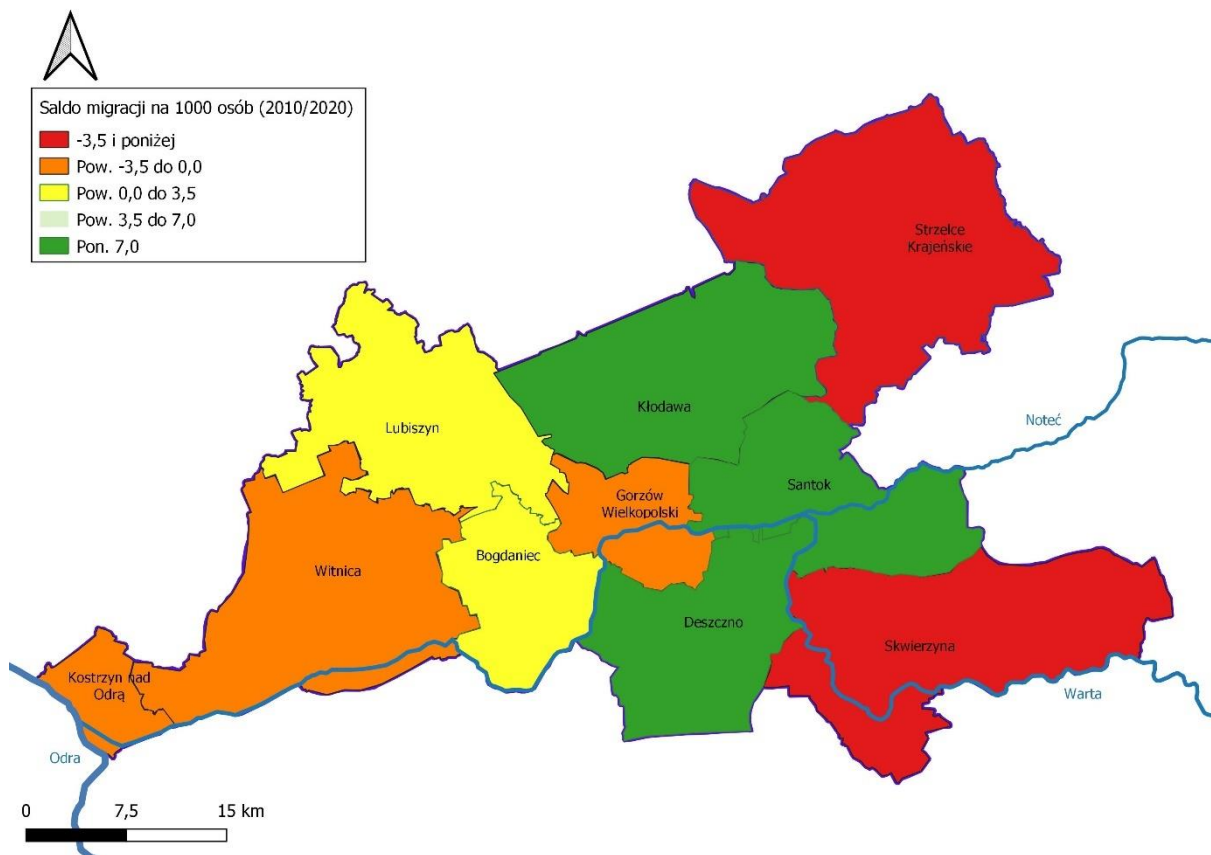 Saldo migracji na 1000 osób (2010/2020)
-3,5 i poniżej
Pow. -3,5 do 0,0
Pow. 0,0 do 3,5
Pow. 3,5 do 7,0
Pon. 7,0
Strzelce
Krajeńskie
Kłodawa
Lubiszyn
Noteć
Santok
Gorzów
Wielkopolski
Bogdaniec
Witnica
Deszczno
Skwierzyna
Kostrzyn nad
Odrą
Warta
Odra
0 7,5 15 km